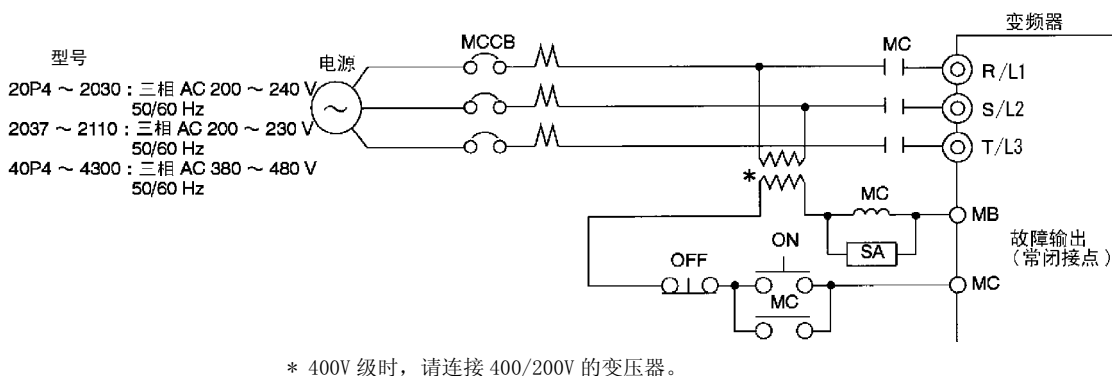 变频器
型号
电源
MCCB
MC
R/L1
20P4 ～ 2030 : 三相 AC 200 ～ 240 V
50/60 Hz
～
S/L2
2037 ～ 2110 : 三相 AC 200 ～ 230 V
50/60 Hz
T/L3
40P4 ～ 4300 : 三相 AC 380 ～ 480 V
50/60 Hz
*
MC
MB
SA
故障输出
（常闭接点）
ON
OFF
MC
MC
* 400V 级时，请连接 400/200V 的变压器。